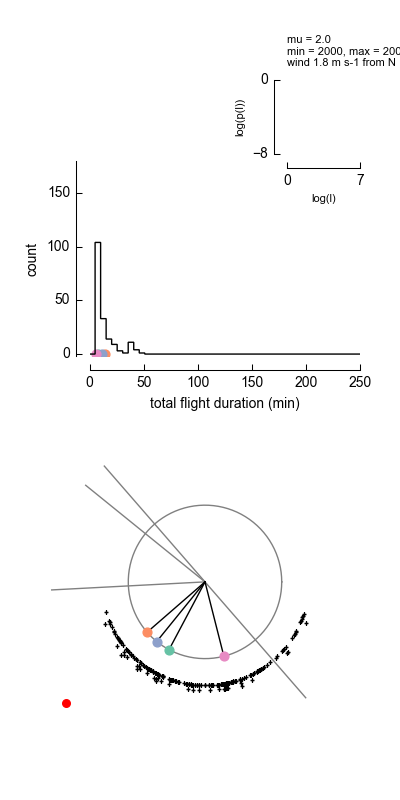 mu = 2.0
min = 2000, max = 200
wind 1.8 m s-1 from N
0
log(p(l))
−8
0
7
log(l)
150
100
50
0
count
0
50
100
150
200
250
total flight duration (min)